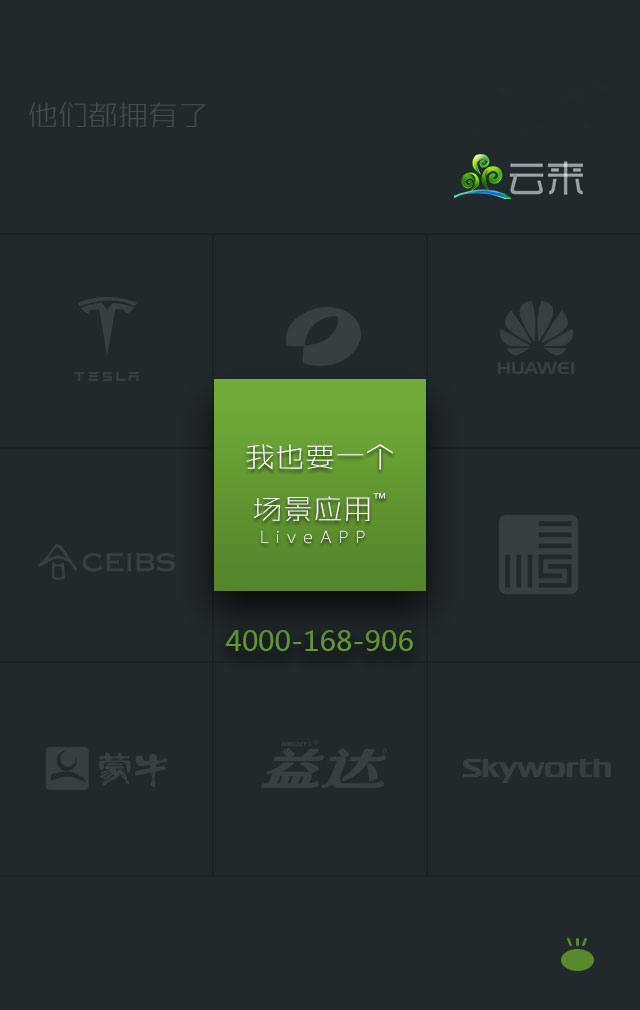 他们都拥有了
云来
TESLA
HUAWEI
我也要一个
场景应用™
LiveAPP
CEIBS
4000-168-906
蒙牛
益达
Skyworth